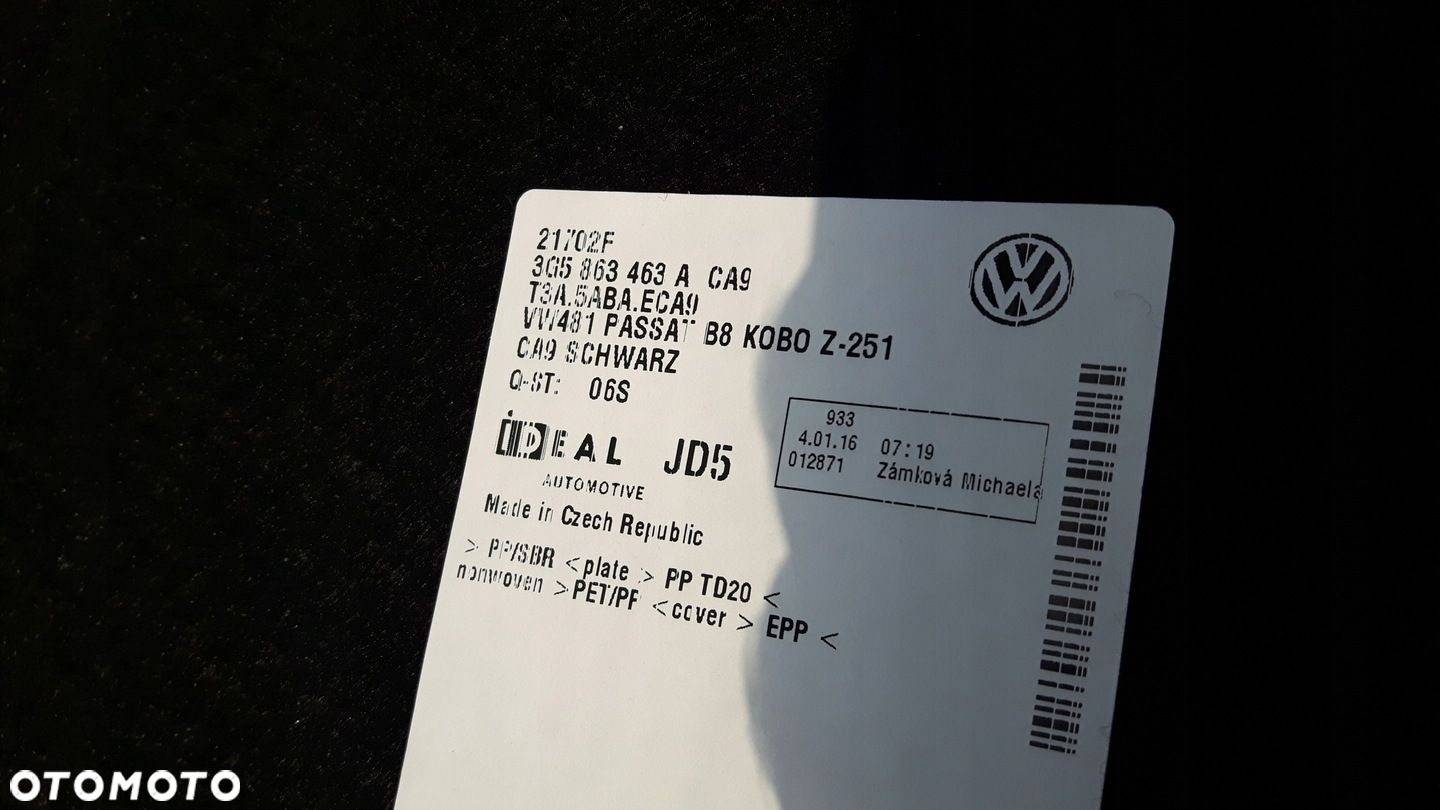 21702F
3G5 863 463 A CA9
T3A.5ABA.ECA9
VW481 PASSAT B8 KOBO Z-251
CA9 SCHWARZ
Q-ST: 06S
iDEAL JD5
AUTOMOTIVE
Made in Czech Republic
> PP/SBR <plate > PP TD20 <
nonwoven >PET/PP <cover > EPP <
933
4.01.16 07:19
012871 Zámková Michaela
OTOMOTO